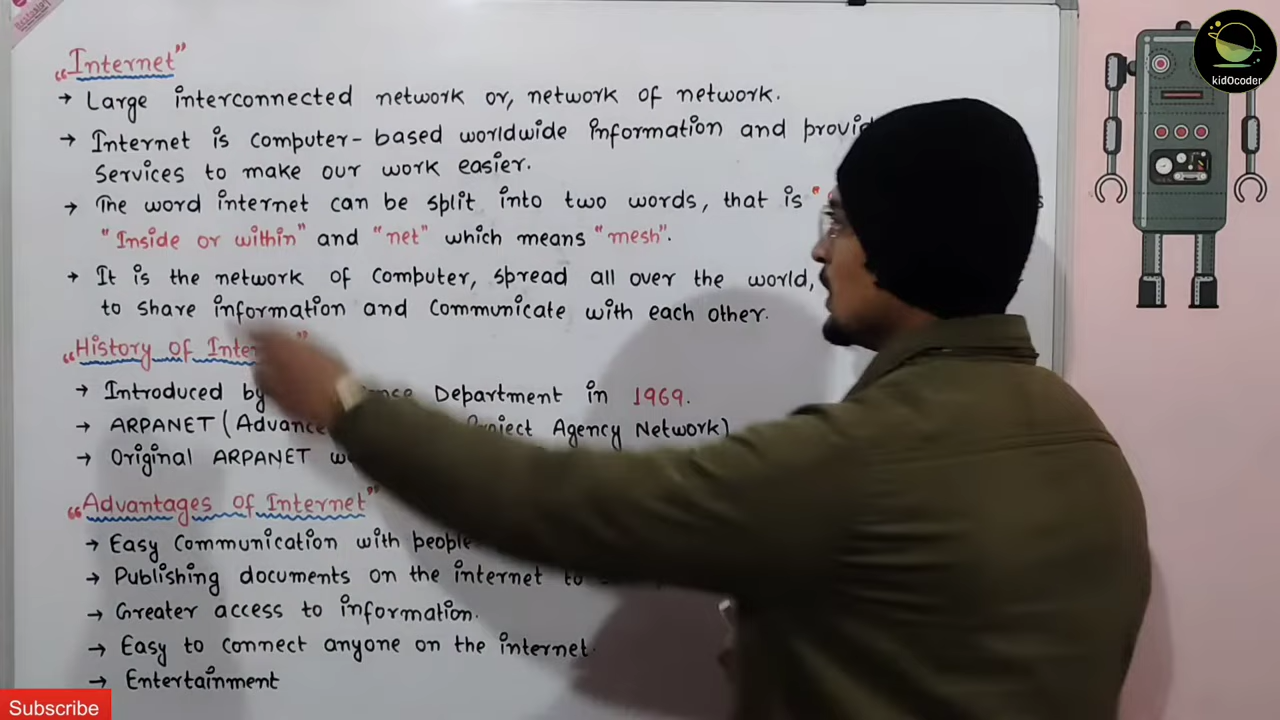 kidOcoder
"Internet"
→ Large interconnected network or, network of network.
→ Internet is computer-based worldwide information and
services to make our work easier.
→ The word internet can be split into two words, that is
"Inside or within" and "net" which means "mesh".
→ It is the network of computer, spread all over the world,
to share information and communicate with each other.
"History of
→ Introduced by Department in 1969.
→ ARPANET ( Agency Network)
→ Original ARPANET
"Advantages of Internet"
→ Easy communication with people
→ Publishing documents on the internet to
→ Greater access to information.
→ Easy to connect anyone on the internet.
→ Entertainment
Subscribe